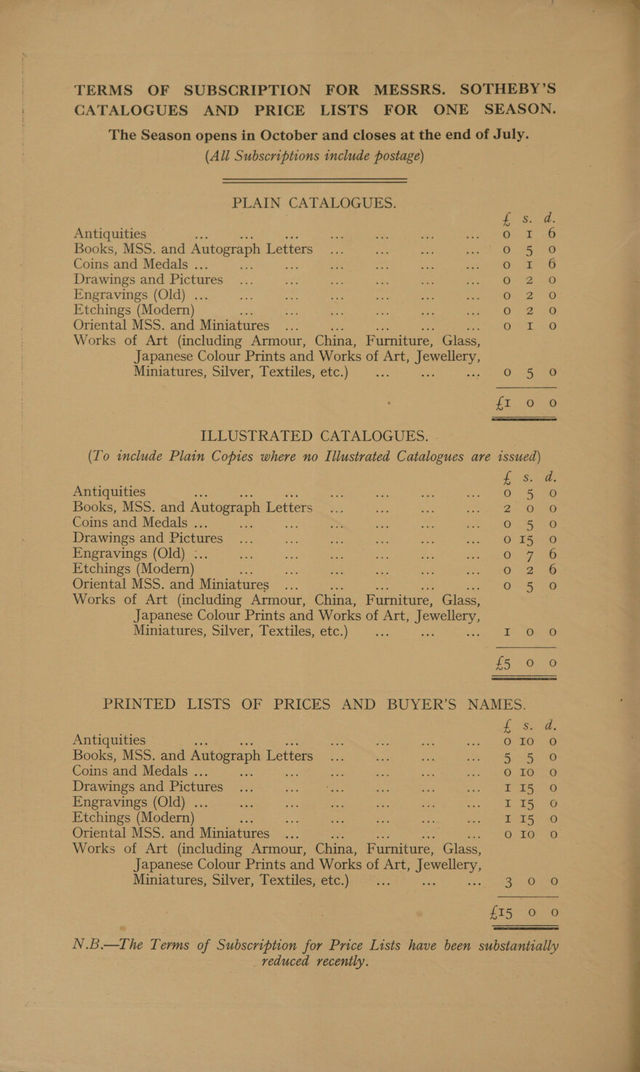 TERMS OF SUBSCRIPTION FOR MESSRS. SOTHEBY'S
CATALOGUES AND PRICE LISTS FOR ONE SEASON.
The Season opens in October and closes at the end of July.
(All Subscriptions include postage)
PLAIN CATALOGUES.
£ s. d.
Antiquities ... ... ... ... ... ... ... 0 1 6
Books, MSS. and Autograph Letters ... ... ... ... 0 5 0
Coins and Medals ... ... ... ... ... ... ... 0 1 6
Drawings and Pictures ... ... ... ... ... ... 0 2 0
Engravings (Old) ... ... ... ... ... ... ... 0 2 0
Etchings (Modern) ... ... ... ... ... ... 0 2 0
Oriental MSS. and Miniatures ... ... ... ... ... 0 1 0
Works of Art (including Armour, China, Furniture, Glass,
Japanese Colour Prints and Works of Art, Jewellery,
Miniatures, Silver, Textiles, etc.) ... ... ... 0 5 0
£1 0 0
ILLUSTRATED CATALOGUES.
(To include Plain Copies where no Illustrated Catalogues are issued)
£ s. d.
Antiquities ... ... ... ... ... ... ... 0 5 0
Books, MSS. and Autograph Letters ... ... ... ... 2 0 0
Coins and Medals ... ... ... ... ... ... ... 0 5 0
Drawings and Pictures ... ... ... ... ... ... 0 15 0
Engravings (Old) ... ... ... ... ... ... ... 0 7 6
Etchings (Modern) ... ... ... ... ... ... 0 2 6
Oriental MSS. and Miniatures ... ... ... ... ... 0 5 0
Works of Art (including Armour, China, Furniture, Glass,
Japanese Colour Prints and Works of Art, Jewellery,
Miniatures, Silver, Textiles, etc.) ... ... ... 1 0 0
£5 0 0
PRINTED LISTS OF PRICES AND BUYER'S NAMES.
£ s. d.
Antiquities ... ... ... ... ... ... ... 0 10 0
Books, MSS. and Autograph Letters ... ... ... ... 5 5 0
Coins and Medals ... ... ... ... ... ... ... 0 10 0
Drawings and Pictures ... ... ... ... ... ... 1 15 0
Engravings (Old) ... ... ... ... ... ... ... 1 15 0
Etchings (Modern) ... ... ... ... ... ... 1 15 0
Oriental MSS. and Miniatures ... ... ... ... ... 0 10 0
Works of Art (including Armour, China, Furniture, Glass,
Japanese Colour Prints and Works of Art, Jewellery,
Miniatures, Silver, Textiles, etc.) ... ... ... 3 0 0
£15 0 0
N.B.—The Terms of Subscription for Price Lists have been substantially
reduced recently.